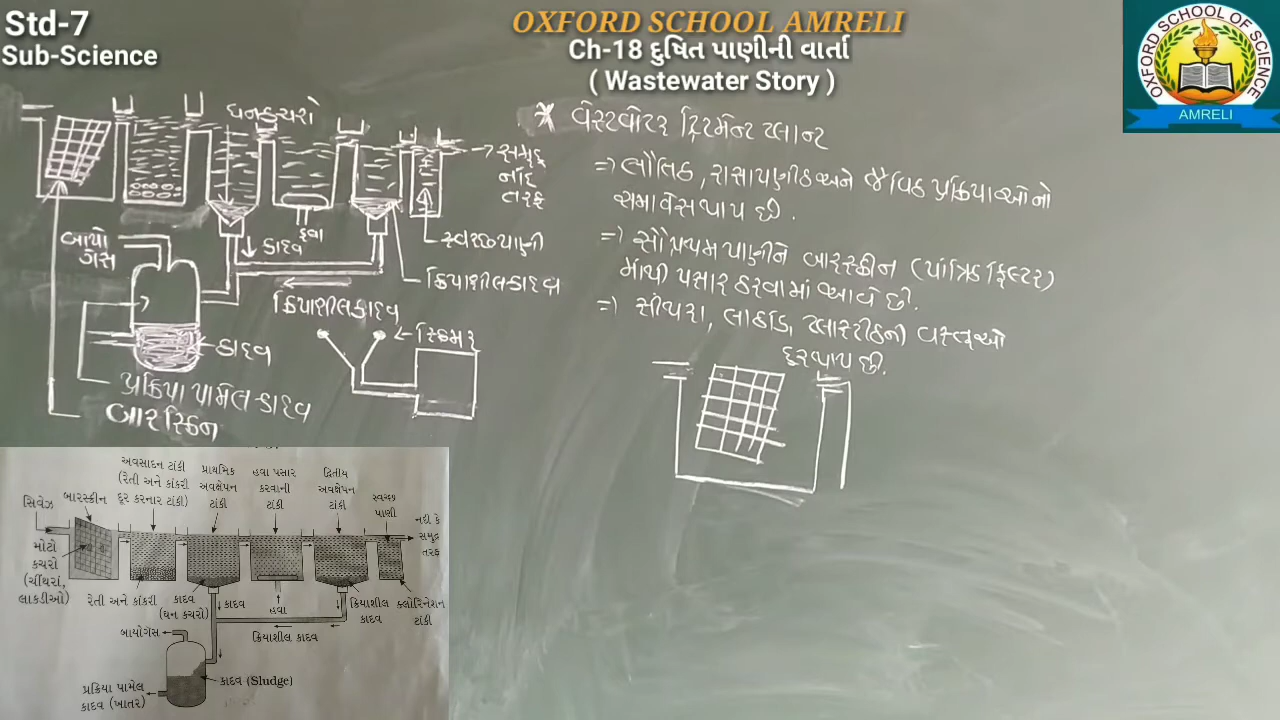 Std-7
Sub-Science
OXFORD SCHOOL AMRELI
Ch-18 દુષિત પાણીની વાર્તા
( Wastewater Story )
OXFORD SCHOOL OF SCIENCE
AMRELI
ઘનકચરો
→ સમુદ્ર
નદિ
તરફ
બાયો
ગેસ
↓ કાદવ
હવા
સ્વચ્છ પાણી
ક્રિયાશીલ કાદવ
ક્રિયાશીલ કાદવ
← સ્કિમર
કાદવ
પ્રક્રિયા પામેલ કાદવ
બાર સ્ક્રિન
* વેસ્ટવોટર ટ્રિટમેન્ટ પ્લાન્ટ
⇒ ભૌતિક, રાસાયણીક અને જૈવિક પ્રક્રિયાઓનો
સમાવેસ થાય છે.
⇒ સૌપ્રથમ પાણીને બારસ્ક્રીન (યાંત્રિક ફિલ્ટર)
માંથી પસાર કરવામાં આવે છે.
⇒ ચીંથરા, લાકડા, પ્લાસ્ટીકની વસ્તુઓ
દુર થાય છે.
અવસાદન ટાંકી
(રેતી અને કાંકરી
દૂર કરનાર ટાંકી)
પ્રાથમિક
અવક્ષેપન
ટાંકી
હવા પસાર
કરવાની
ટાંકી
દ્વિતીય
અવક્ષેપન
ટાંકી
સિવેઝ
બારસ્ક્રીન
સ્વચ્છ
પાણી
નદી કે
સમુદ્ર
તરફ
મોટો
કચરો
(ચીંથરાં,
લાકડીઓ)
રેતી અને કાંકરી
કાદવ
(ઘન કચરો)
કાદવ
હવા
ક્રિયાશીલ
કાદવ
ક્લોરિનેશન
ટાંકી
ક્રિયાશીલ કાદવ
બાયોગૅસ
કાદવ (Sludge)
પ્રક્રિયા પામેલ
કાદવ (ખાતર)